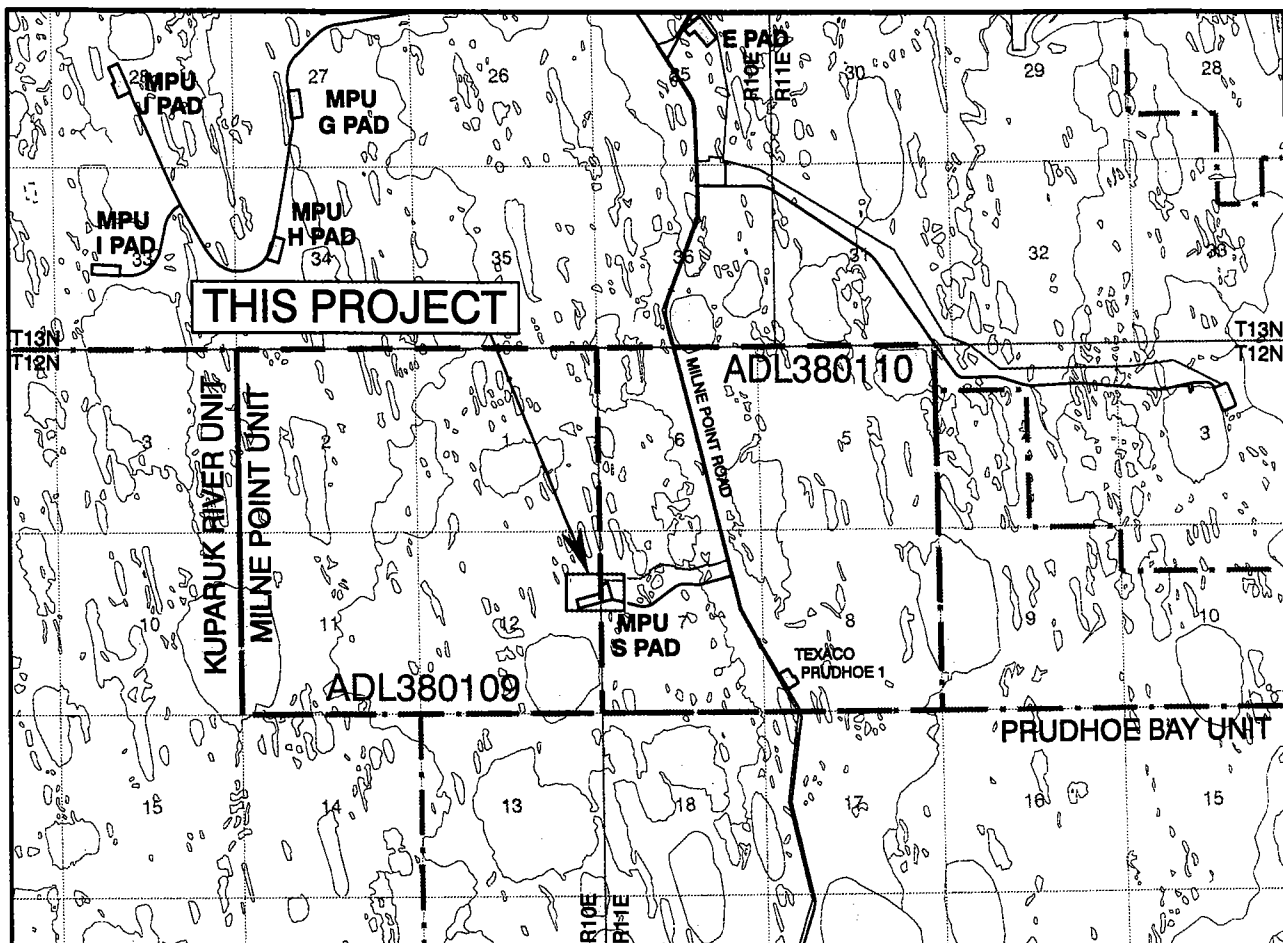 E PAD
28
27
26
25
30
29
28
MPU
J PAD
MPU
G PAD
R10E
R11E
MPU
I PAD
MPU
H PAD
33
34
35
36
31
32
33
THIS PROJECT
T13N
T12N
T13N
T12N
ADL380110
MILNE POINT ROAD
KUPARUK RIVER UNIT
MILNE POINT UNIT
3
2
1
6
5
3
10
11
12
7
8
9
10
MPU
S PAD
TEXACO
PRUDHOE 1
ADL380109
PRUDHOE BAY UNIT
15
14
13
18
17
16
15
R10E
R11E